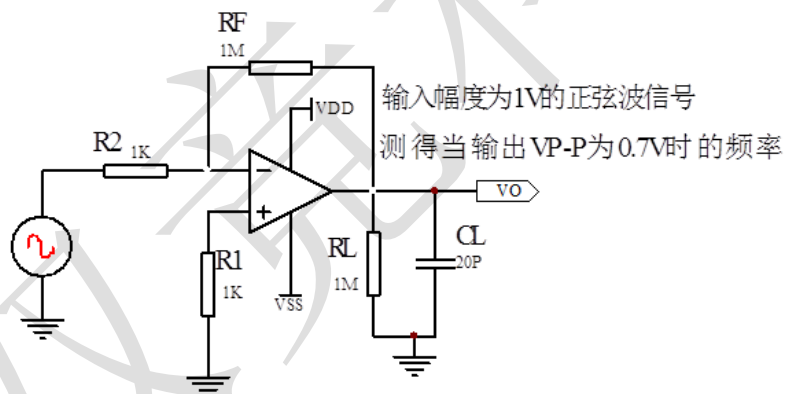 RF
1M
输入幅度为1V的正弦波信号
VDD
测得当输出VP-P为0.7V时的频率
R2 1K
−
+
VO
R1
1K
VSS
RL
1M
CL
20P